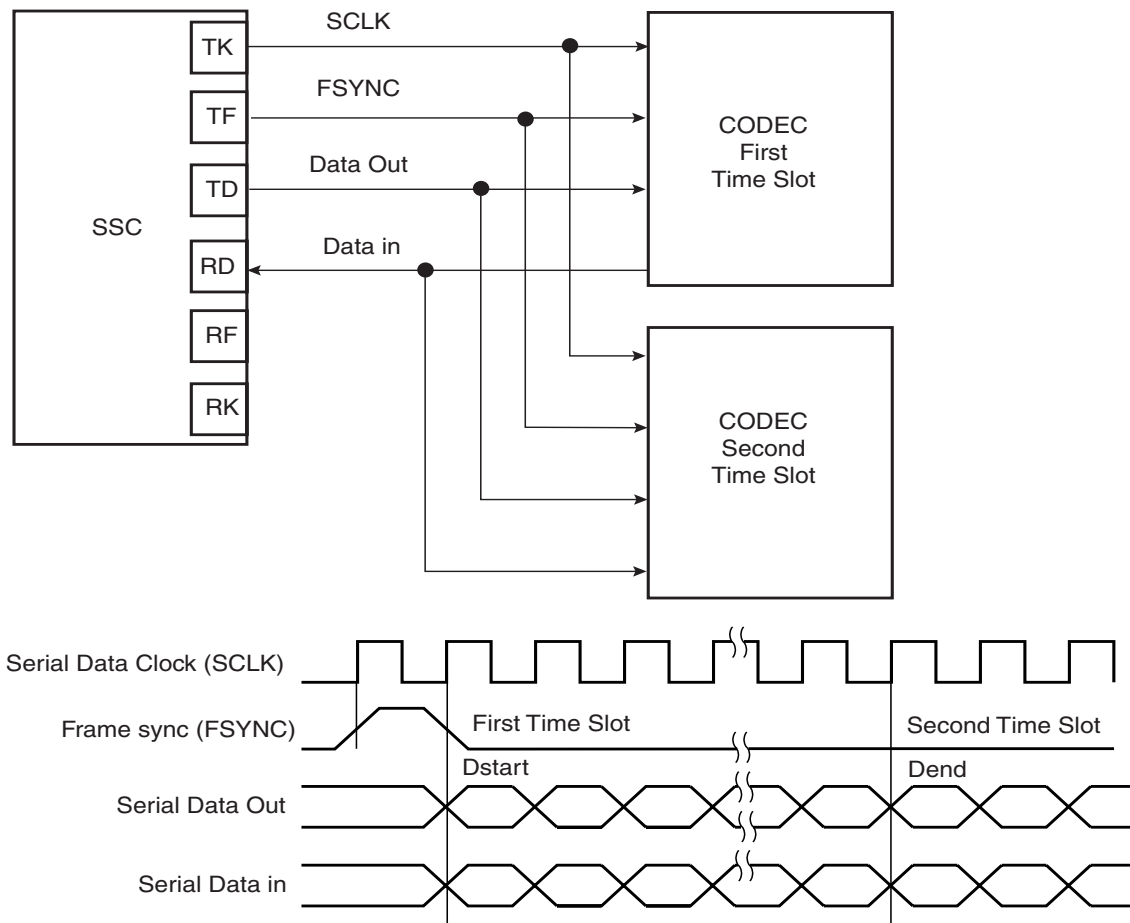 SSC
TK
TF
TD
RD
RF
RK
SCLK
FSYNC
Data Out
Data in
CODEC
First
Time Slot
CODEC
Second
Time Slot
Serial Data Clock (SCLK)
Frame sync (FSYNC)
First Time Slot
Second Time Slot
Dstart
Dend
Serial Data Out
Serial Data in